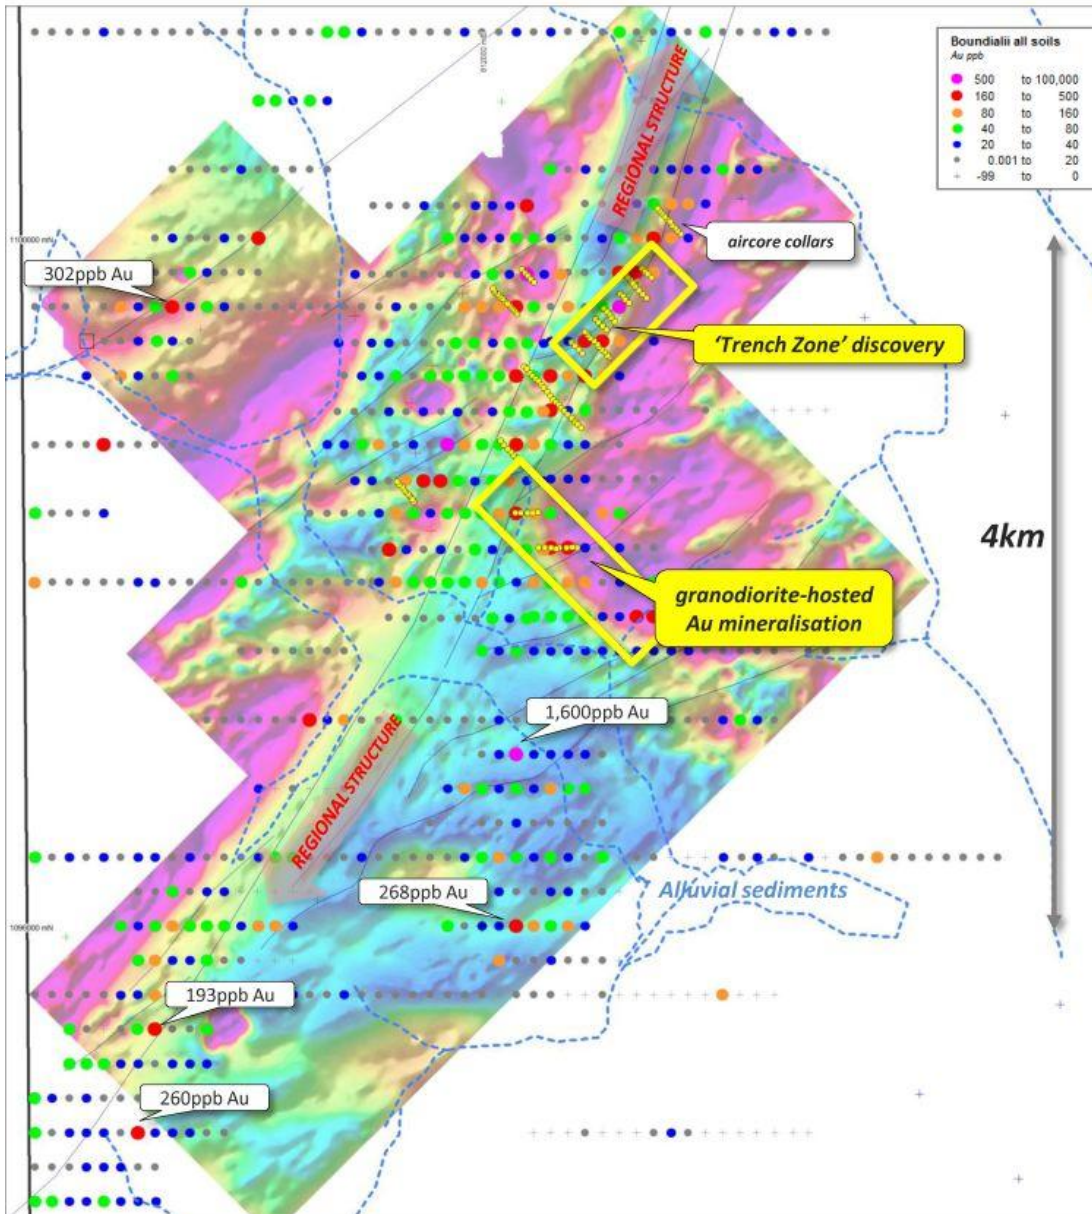 Boundialii all soils
Au ppb
500 to 100,000
160 to 500
80 to 160
40 to 80
20 to 40
0.001 to 20
-99 to 0
812000 mE
REGIONAL STRUCTURE
1100000 mN
aircore collars
302ppb Au
'Trench Zone' discovery
4km
granodiorite-hosted
Au mineralisation
1,600ppb Au
REGIONAL STRUCTURE
268ppb Au
Alluvial sediments
1096000 mN
193ppb Au
260ppb Au